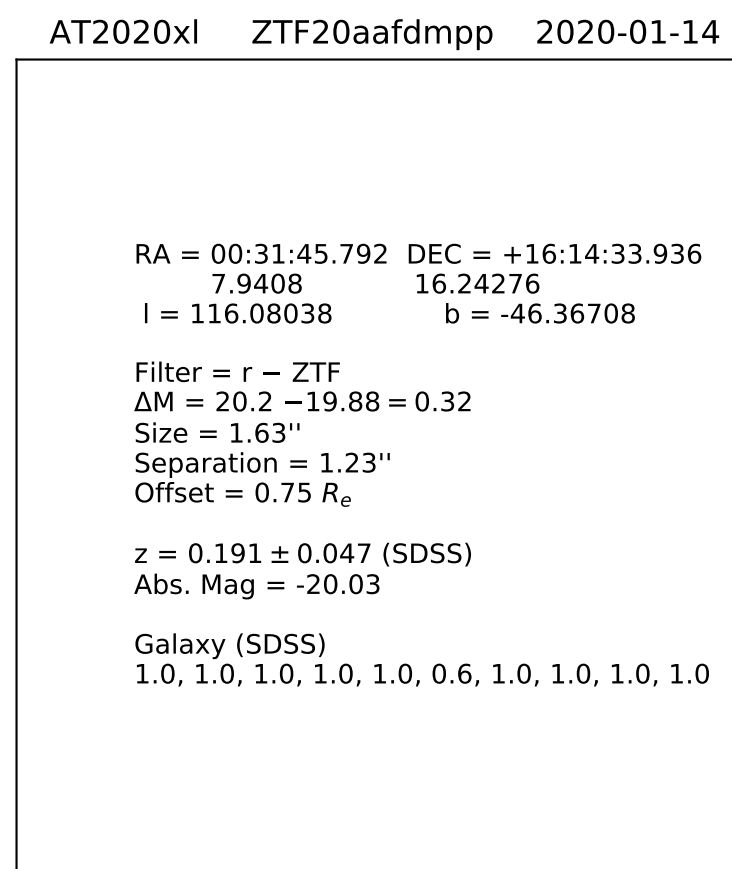 AT2020xl ZTF20aafdmpp 2020-01-14
RA = 00:31:45.792 DEC = +16:14:33.936
7.9408 16.24276
l = 116.08038 b = -46.36708
Filter = r − ZTF
ΔM = 20.2 −19.88 = 0.32
Size = 1.63''
Separation = 1.23''
Offset = 0.75 Rₑ
z = 0.191 ± 0.047 (SDSS)
Abs. Mag = -20.03
Galaxy (SDSS)
1.0, 1.0, 1.0, 1.0, 1.0, 0.6, 1.0, 1.0, 1.0, 1.0